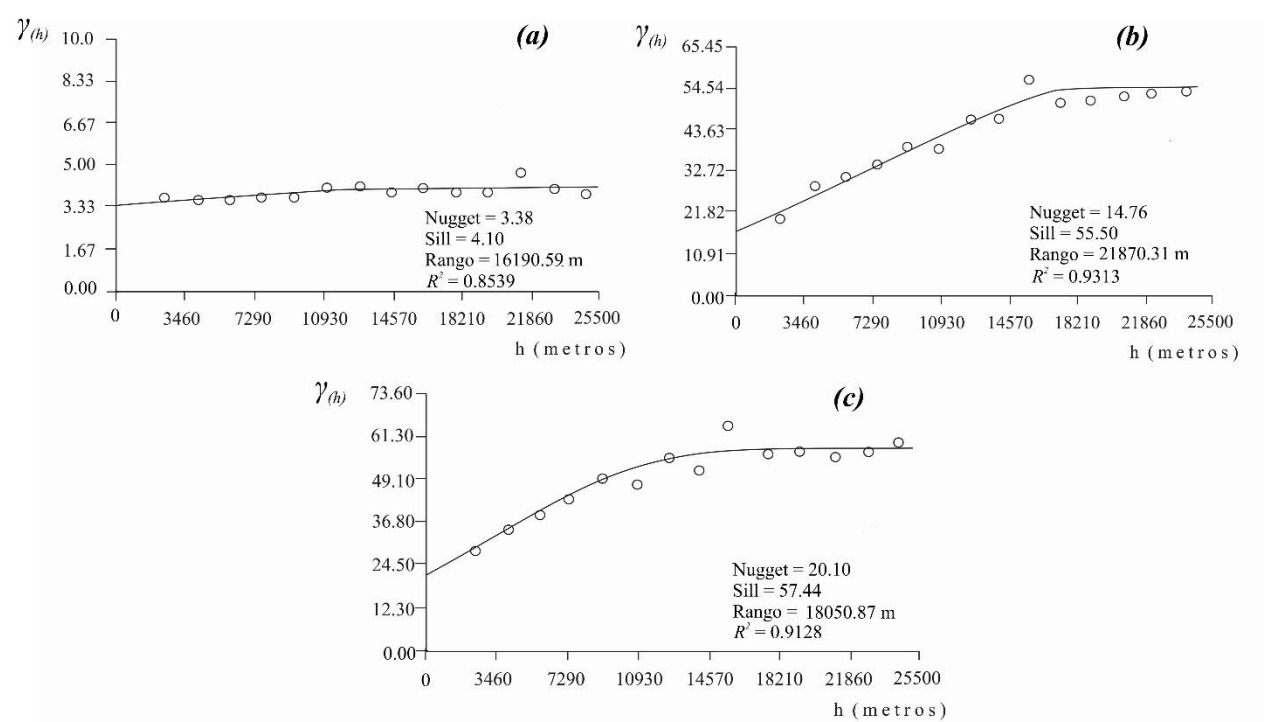 γ(h)
(a)
10.0
8.33
6.67
5.00
3.33
1.67
0.00
Nugget = 3.38
Sill = 4.10
Rango = 16190.59 m
R² = 0.8539
0 3460 7290 10930 14570 18210 21860 25500
h (metros)
γ(h)
(b)
65.45
54.54
43.63
32.72
21.82
10.91
0.00
Nugget = 14.76
Sill = 55.50
Rango = 21870.31 m
R² = 0.9313
0 3460 7290 10930 14570 18210 21860 25500
h (metros)
γ(h)
(c)
73.60
61.30
49.10
36.80
24.50
12.30
0.00
Nugget = 20.10
Sill = 57.44
Rango = 18050.87 m
R² = 0.9128
0 3460 7290 10930 14570 18210 21860 25500
h (metros)